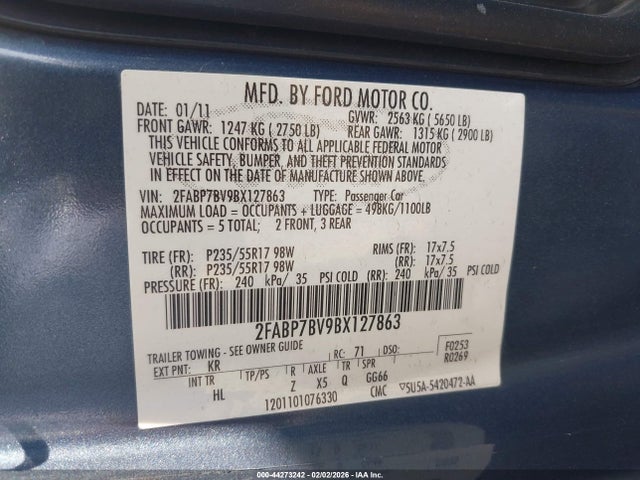 MFD. BY FORD MOTOR CO.
DATE: 01/11 GVWR: 2563 KG ( 5650 LB)
FRONT GAWR: 1247 KG ( 2750 LB) REAR GAWR: 1315 KG ( 2900 LB)
THIS VEHICLE CONFORMS TO ALL APPLICABLE FEDERAL MOTOR
VEHICLE SAFETY, BUMPER, AND THEFT PREVENTION STANDARDS
IN EFFECT ON THE DATE OF MANUFACTURE SHOWN ABOVE.
VIN: 2FABP7BV9BX127863 TYPE: Passenger Car
MAXIMUM LOAD = OCCUPANTS + LUGGAGE = 498KG/1100LB
OCCUPANTS = 5 TOTAL; 2 FRONT, 3 REAR
TIRE (FR): P235/55R17 98W RIMS (FR): 17x7.5
(RR): P235/55R17 98W (RR): 17x7.5
PRESSURE (FR): 240 kPa/ 35 PSI COLD (RR): 240 kPa/ 35 PSI COLD
2FABP7BV9BX127863
TRAILER TOWING - SEE OWNER GUIDE
EXT PNT: KR RC: 71 DSO: F0253
R0269
INT TR TP/PS R AXLE TR SPR
HL Z X5 Q GG66
1201101076330 CMC ▽5U5A-5420472-AA
000-44273242 - 02/02/2026 - IAA Inc.